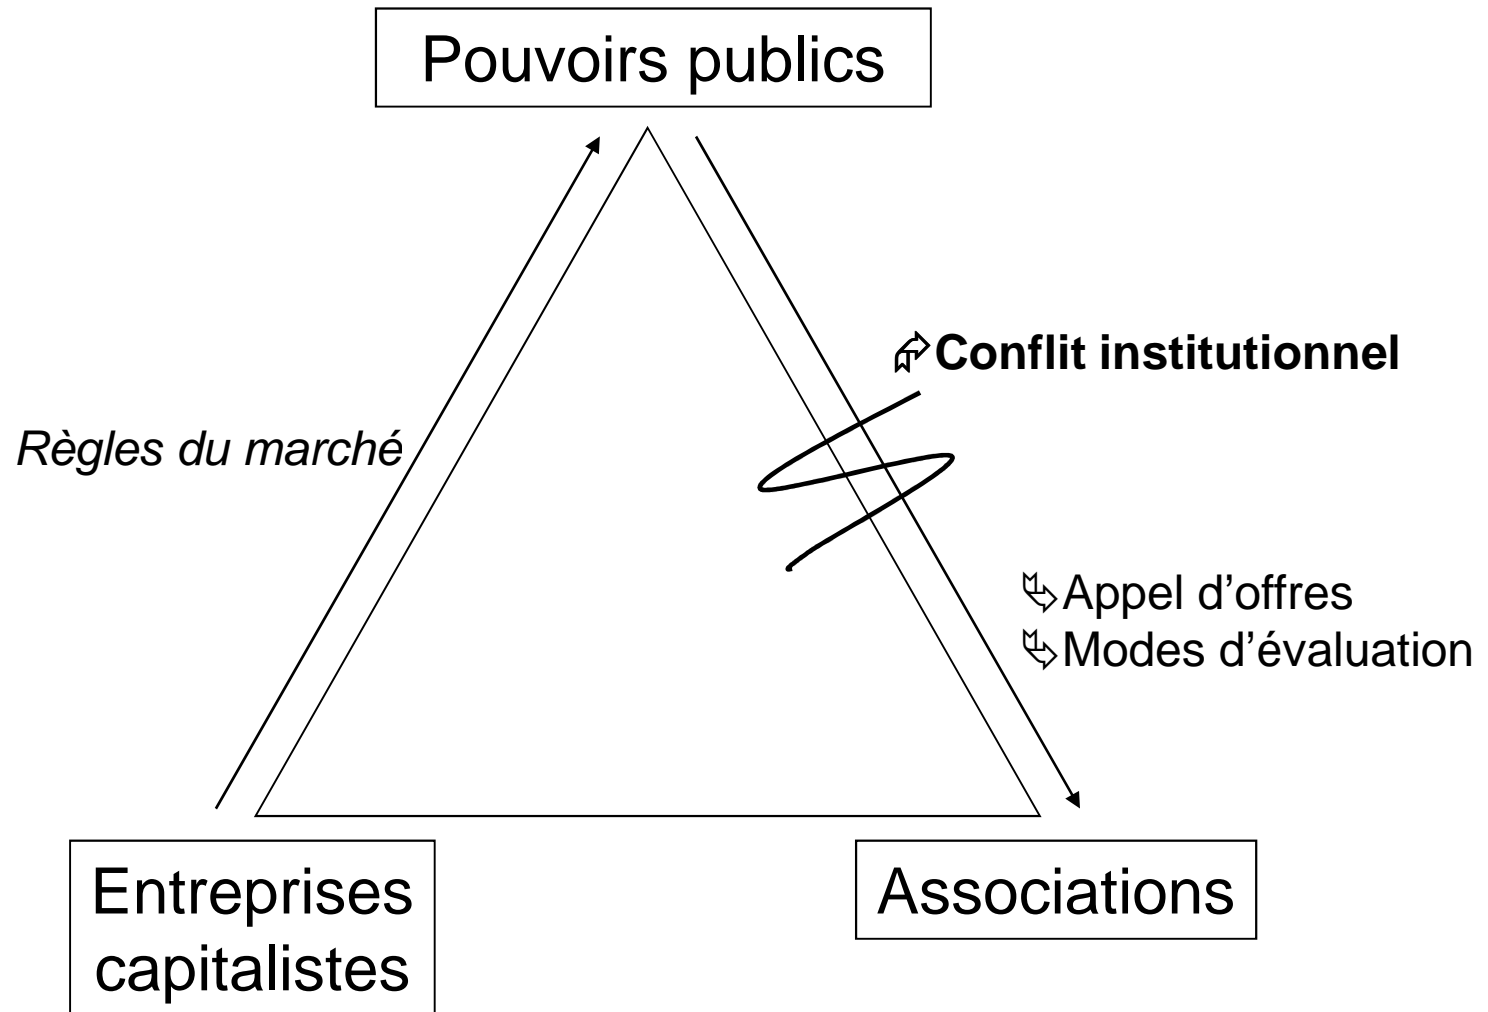 Pouvoirs publics
Conflit institutionnel
Règles du marché
Appel d’offres
Modes d’évaluation
Entreprises
capitalistes
Associations